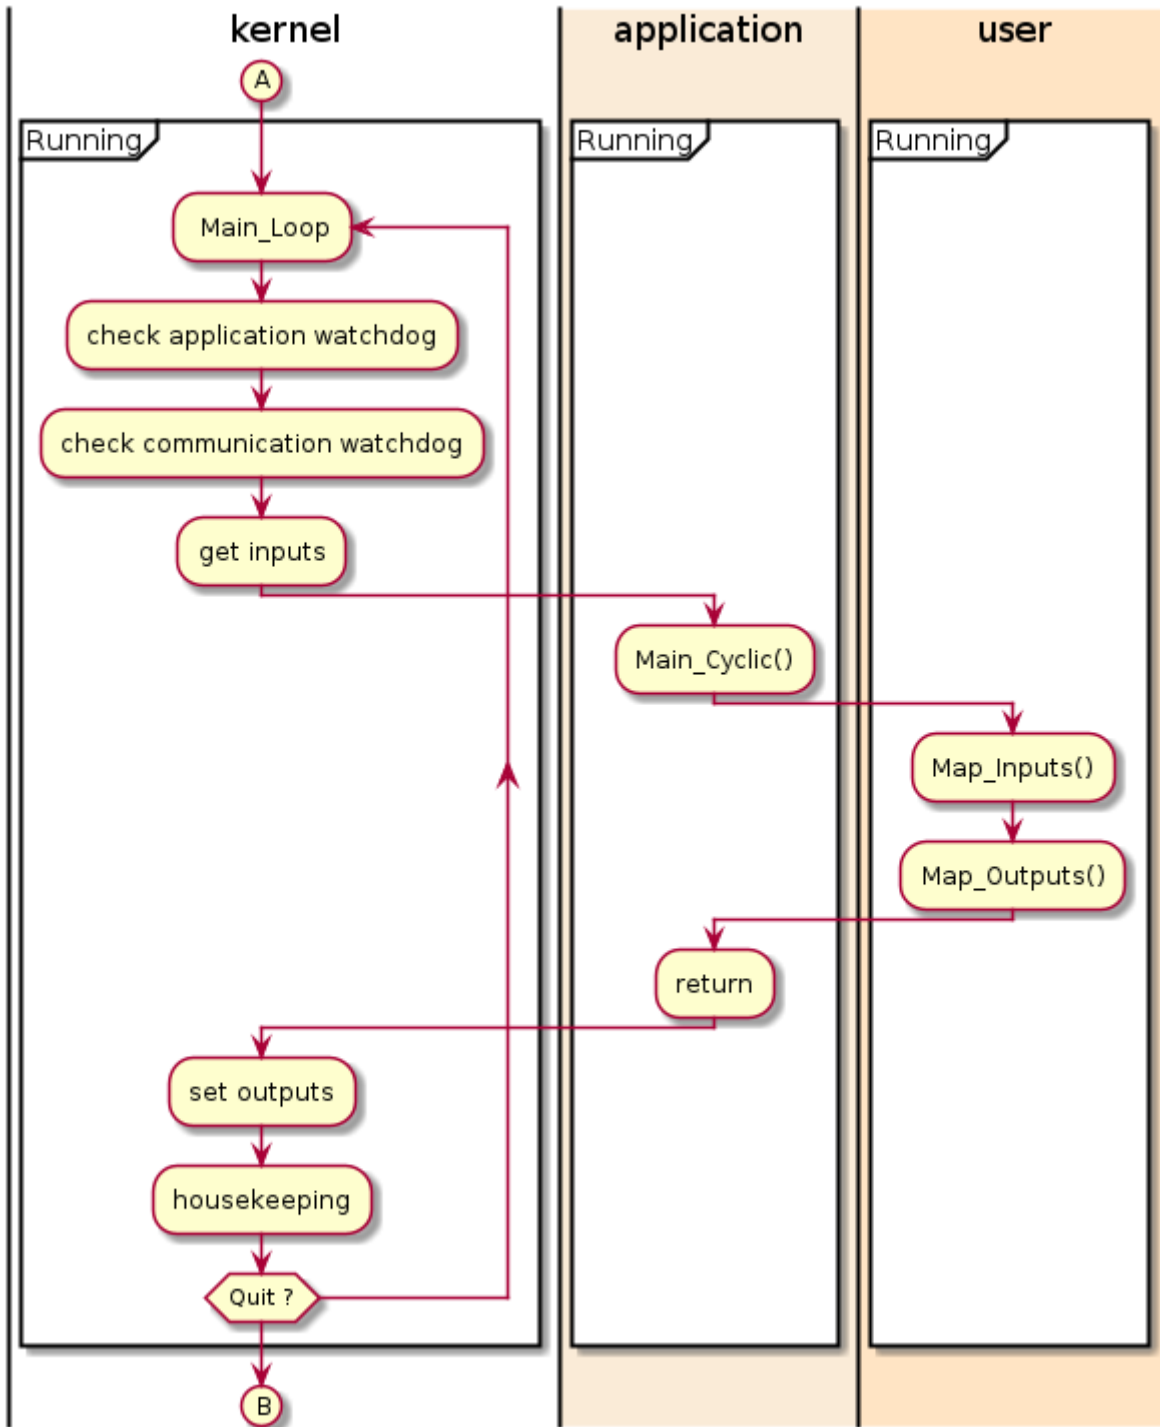 kernel
application
user
A
Running
Running
Running
Main_Loop
check application watchdog
check communication watchdog
get inputs
Main_Cyclic()
Map_Inputs()
Map_Outputs()
return
set outputs
housekeeping
Quit ?
B